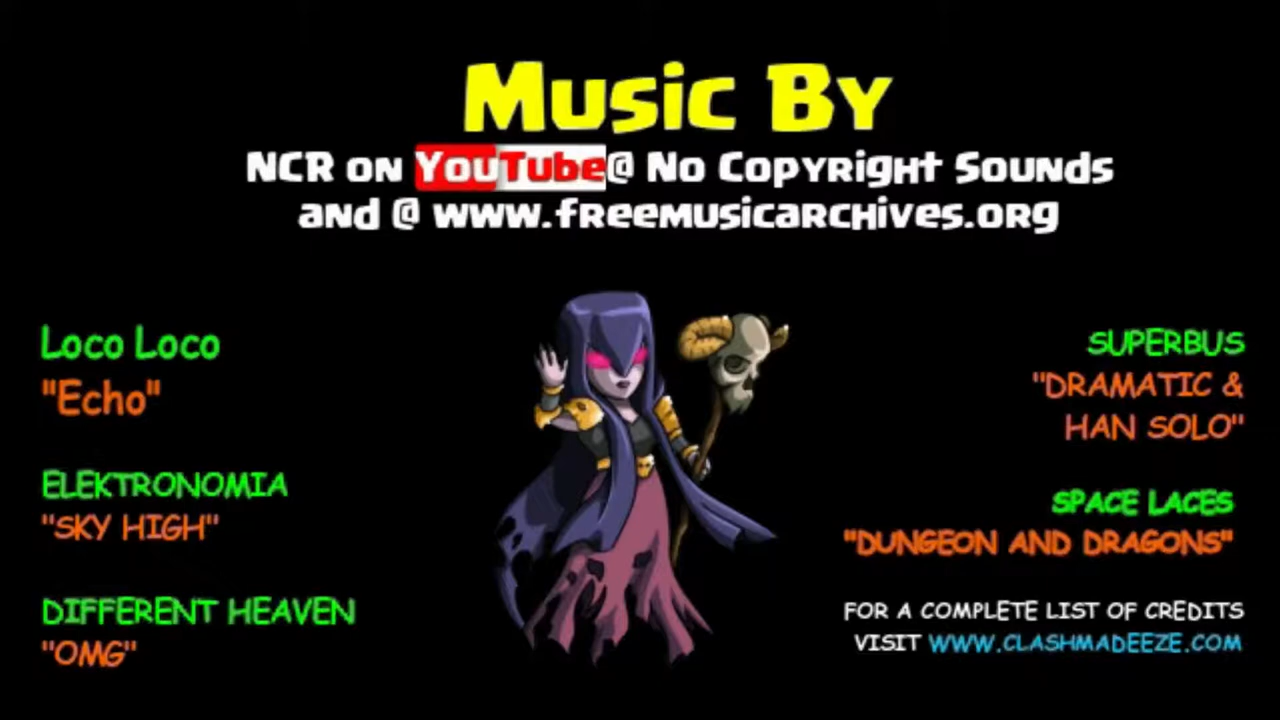 Music By
NCR on YouTube@ No Copyright Sounds
and @ www.freemusicarchives.org
Loco Loco
"Echo"
ELEKTRONOMIA
"SKY HIGH"
DIFFERENT HEAVEN
"OMG"
SUPERBUS
"DRAMATIC &
HAN SOLO"
SPACE LACES
"DUNGEON AND DRAGONS"
FOR A COMPLETE LIST OF CREDITS
VISIT WWW.CLASHMADEEZE.COM